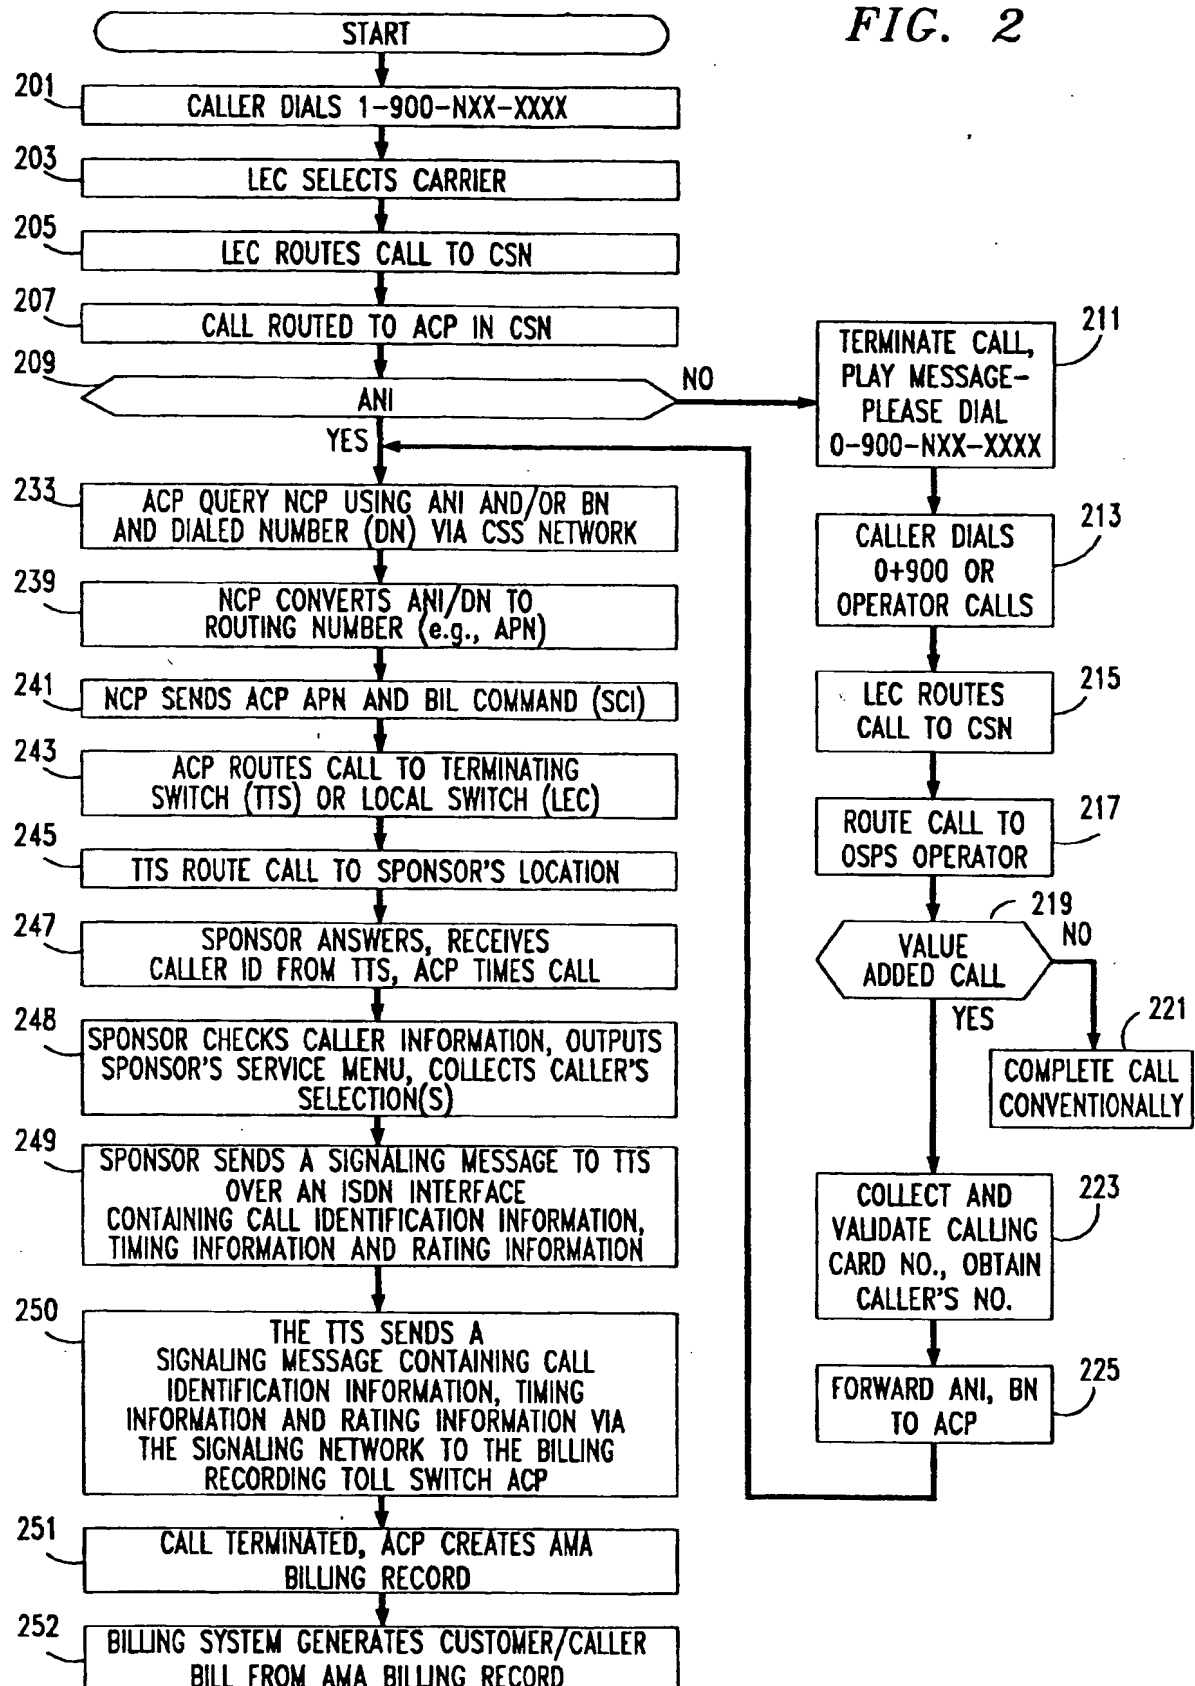 FIG. 2
START
201
CALLER DIALS 1-900-NXX-XXXX
203
LEC SELECTS CARRIER
205
LEC ROUTES CALL TO CSN
207
CALL ROUTED TO ACP IN CSN
209
ANI
NO
YES
233
ACP QUERY NCP USING ANI AND/OR BN
AND DIALED NUMBER (DN) VIA CSS NETWORK
239
NCP CONVERTS ANI/DN TO
ROUTING NUMBER (e.g., APN)
241
NCP SENDS ACP APN AND BIL COMMAND (SCI)
243
ACP ROUTES CALL TO TERMINATING
SWITCH (TTS) OR LOCAL SWITCH (LEC)
245
TTS ROUTE CALL TO SPONSOR'S LOCATION
247
SPONSOR ANSWERS, RECEIVES
CALLER ID FROM TTS, ACP TIMES CALL
248
SPONSOR CHECKS CALLER INFORMATION, OUTPUTS
SPONSOR'S SERVICE MENU, COLLECTS CALLER'S
SELECTION(S)
249
SPONSOR SENDS A SIGNALING MESSAGE TO TTS
OVER AN ISDN INTERFACE
CONTAINING CALL IDENTIFICATION INFORMATION,
TIMING INFORMATION AND RATING INFORMATION
250
THE TTS SENDS A
SIGNALING MESSAGE CONTAINING CALL
IDENTIFICATION INFORMATION, TIMING
INFORMATION AND RATING INFORMATION VIA
THE SIGNALING NETWORK TO THE BILLING
RECORDING TOLL SWITCH ACP
251
CALL TERMINATED, ACP CREATES AMA
BILLING RECORD
252
BILLING SYSTEM GENERATES CUSTOMER/CALLER
BILL FROM AMA BILLING RECORD
211
TERMINATE CALL,
PLAY MESSAGE-
PLEASE DIAL
0-900-NXX-XXXX
213
CALLER DIALS
0+900 OR
OPERATOR CALLS
215
LEC ROUTES
CALL TO CSN
217
ROUTE CALL TO
OSPS OPERATOR
219
VALUE
ADDED CALL
NO
YES
221
COMPLETE CALL
CONVENTIONALLY
223
COLLECT AND
VALIDATE CALLING
CARD NO., OBTAIN
CALLER'S NO.
225
FORWARD ANI, BN
TO ACP